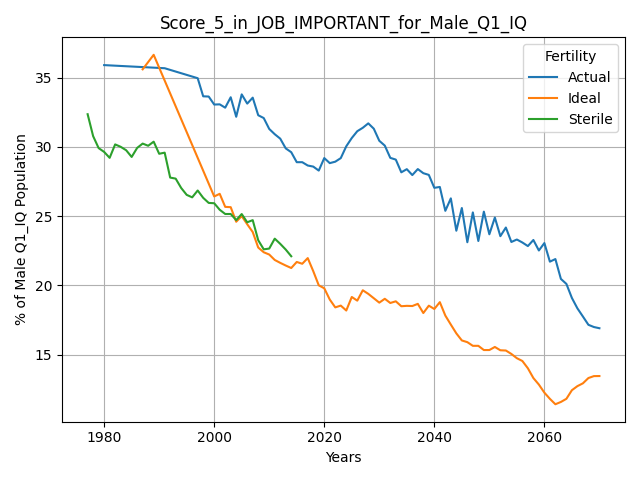 Score_5_in_JOB_IMPORTANT_for_Male_Q1_IQ
Fertility
Actual
Ideal
Sterile
% of Male Q1_IQ Population
35
30
25
20
15
1980
2000
2020
2040
2060
Years